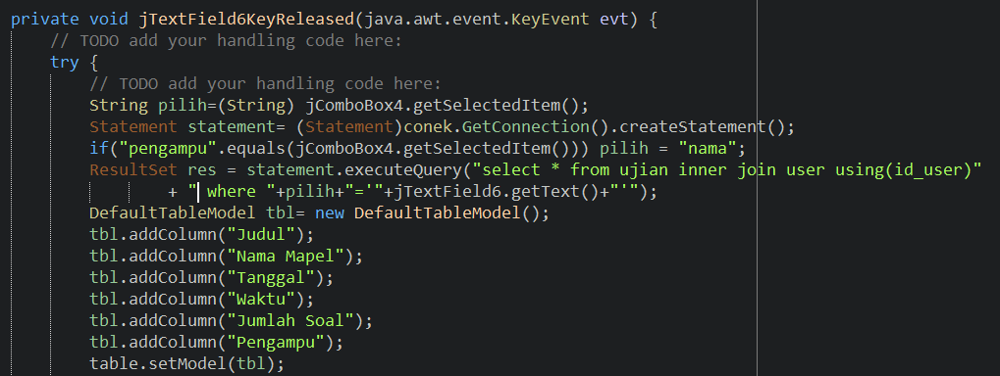 private void jTextField6KeyReleased(java.awt.event.KeyEvent evt) {
// TODO add your handling code here:
try {
// TODO add your handling code here:
String pilih=(String) jComboBox4.getSelectedItem();
Statement statement= (Statement)conek.GetConnection().createStatement();
if("pengampu".equals(jComboBox4.getSelectedItem())) pilih = "nama";
ResultSet res = statement.executeQuery("select * from ujian inner join user using(id_user)"
+ " where "+pilih+"='"+jTextField6.getText()+"'");
DefaultTableModel tbl= new DefaultTableModel();
tbl.addColumn("Judul");
tbl.addColumn("Nama Mapel");
tbl.addColumn("Tanggal");
tbl.addColumn("Waktu");
tbl.addColumn("Jumlah Soal");
tbl.addColumn("Pengampu");
table.setModel(tbl);